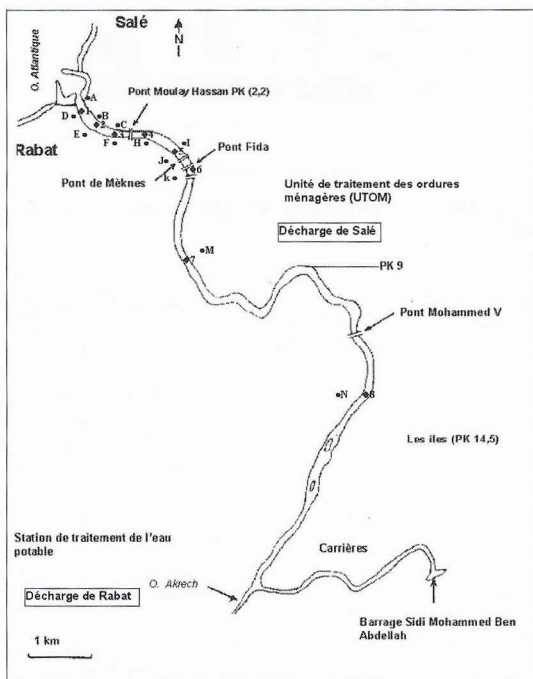 Salé
N
O. Atlantique
Pont Moulay Hassan PK (2,2)
A
D
1
B
2
C
E
3
4
F
H
I
5
Rabat
J
Pont Fida
6
K
Pont de Mèknes
Unité de traitement des ordures
ménagères (UTOM)
Décharge de Salé
M
7
PK 9
Pont Mohammed V
N
8
Les iles (PK 14,5)
Station de traitement de l'eau
potable
Carrières
O. Akrech
Décharge de Rabat
Barrage Sidi Mohammed Ben
Abdellah
1 km